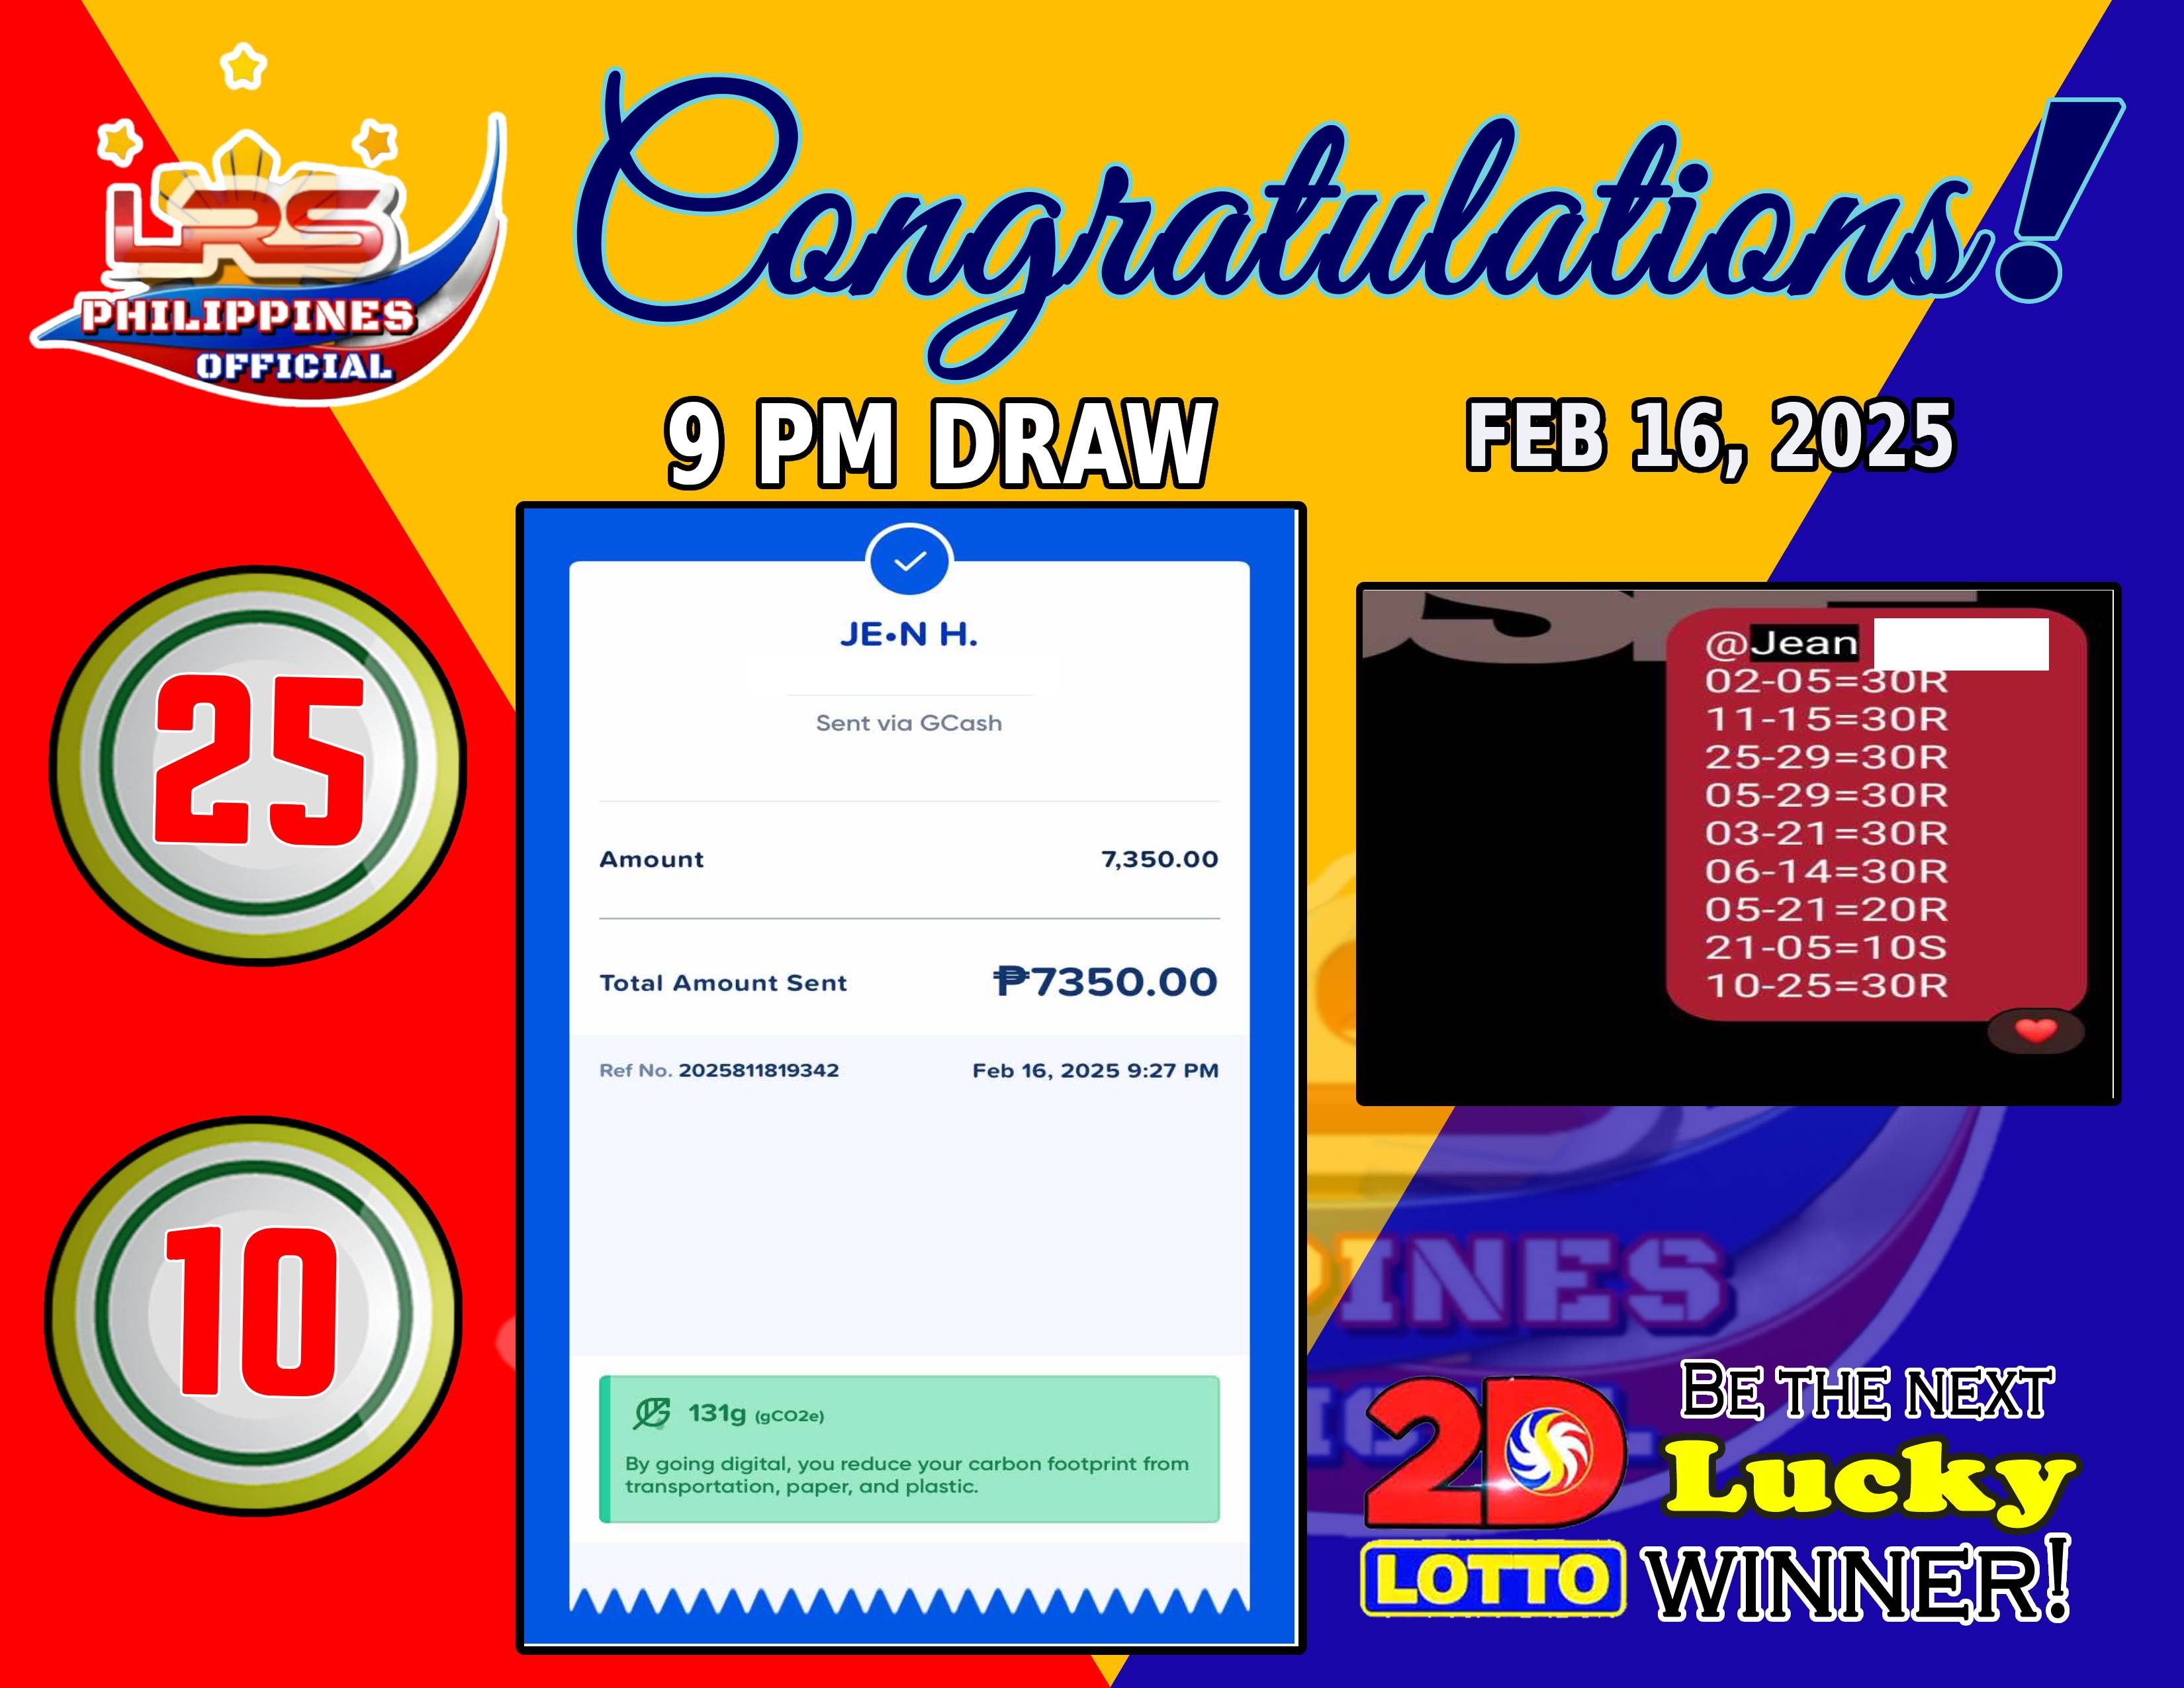 LRS
PHILIPPINES
OFFICIAL
Congratulations!
9 PM DRAW
FEB 16, 2025
25
10
JE•N H.
Sent via GCash
Amount 7,350.00
Total Amount Sent ₱7350.00
Ref No. 2025811819342 Feb 16, 2025 9:27 PM
131g (gCO2e)
By going digital, you reduce your carbon footprint from
transportation, paper, and plastic.
@Jean
02-05=30R
11-15=30R
25-29=30R
05-29=30R
03-21=30R
06-14=30R
05-21=20R
21-05=10S
10-25=30R
PINES
2D
LOTTO
BE THE NEXT
Lucky
WINNER!